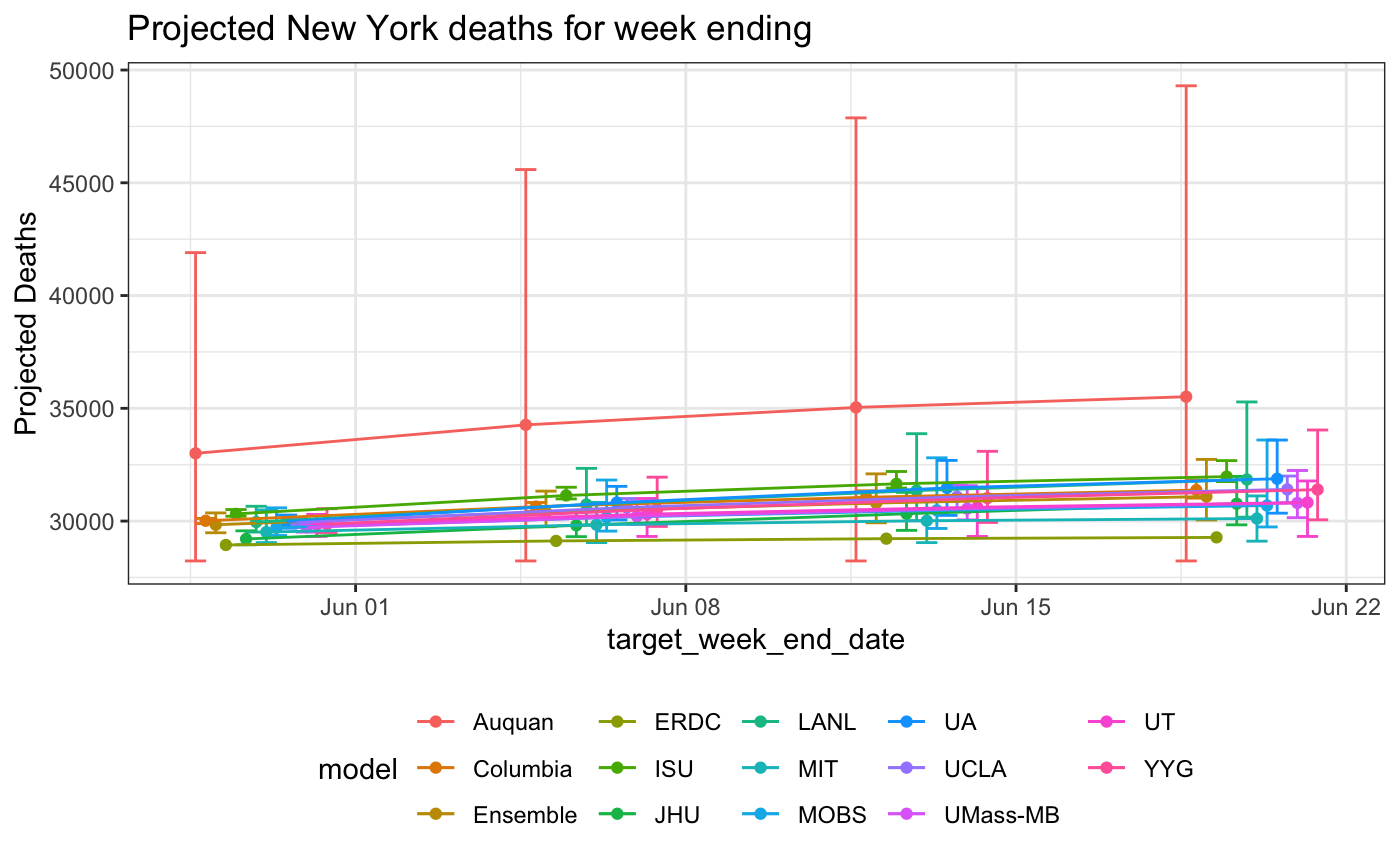 Projected New York deaths for week ending
Projected Deaths
50000
45000
40000
35000
30000
Jun 01 Jun 08 Jun 15 Jun 22
target_week_end_date
model
Auquan ERDC LANL UA UT
Columbia ISU MIT UCLA YYG
Ensemble JHU MOBS UMass-MB